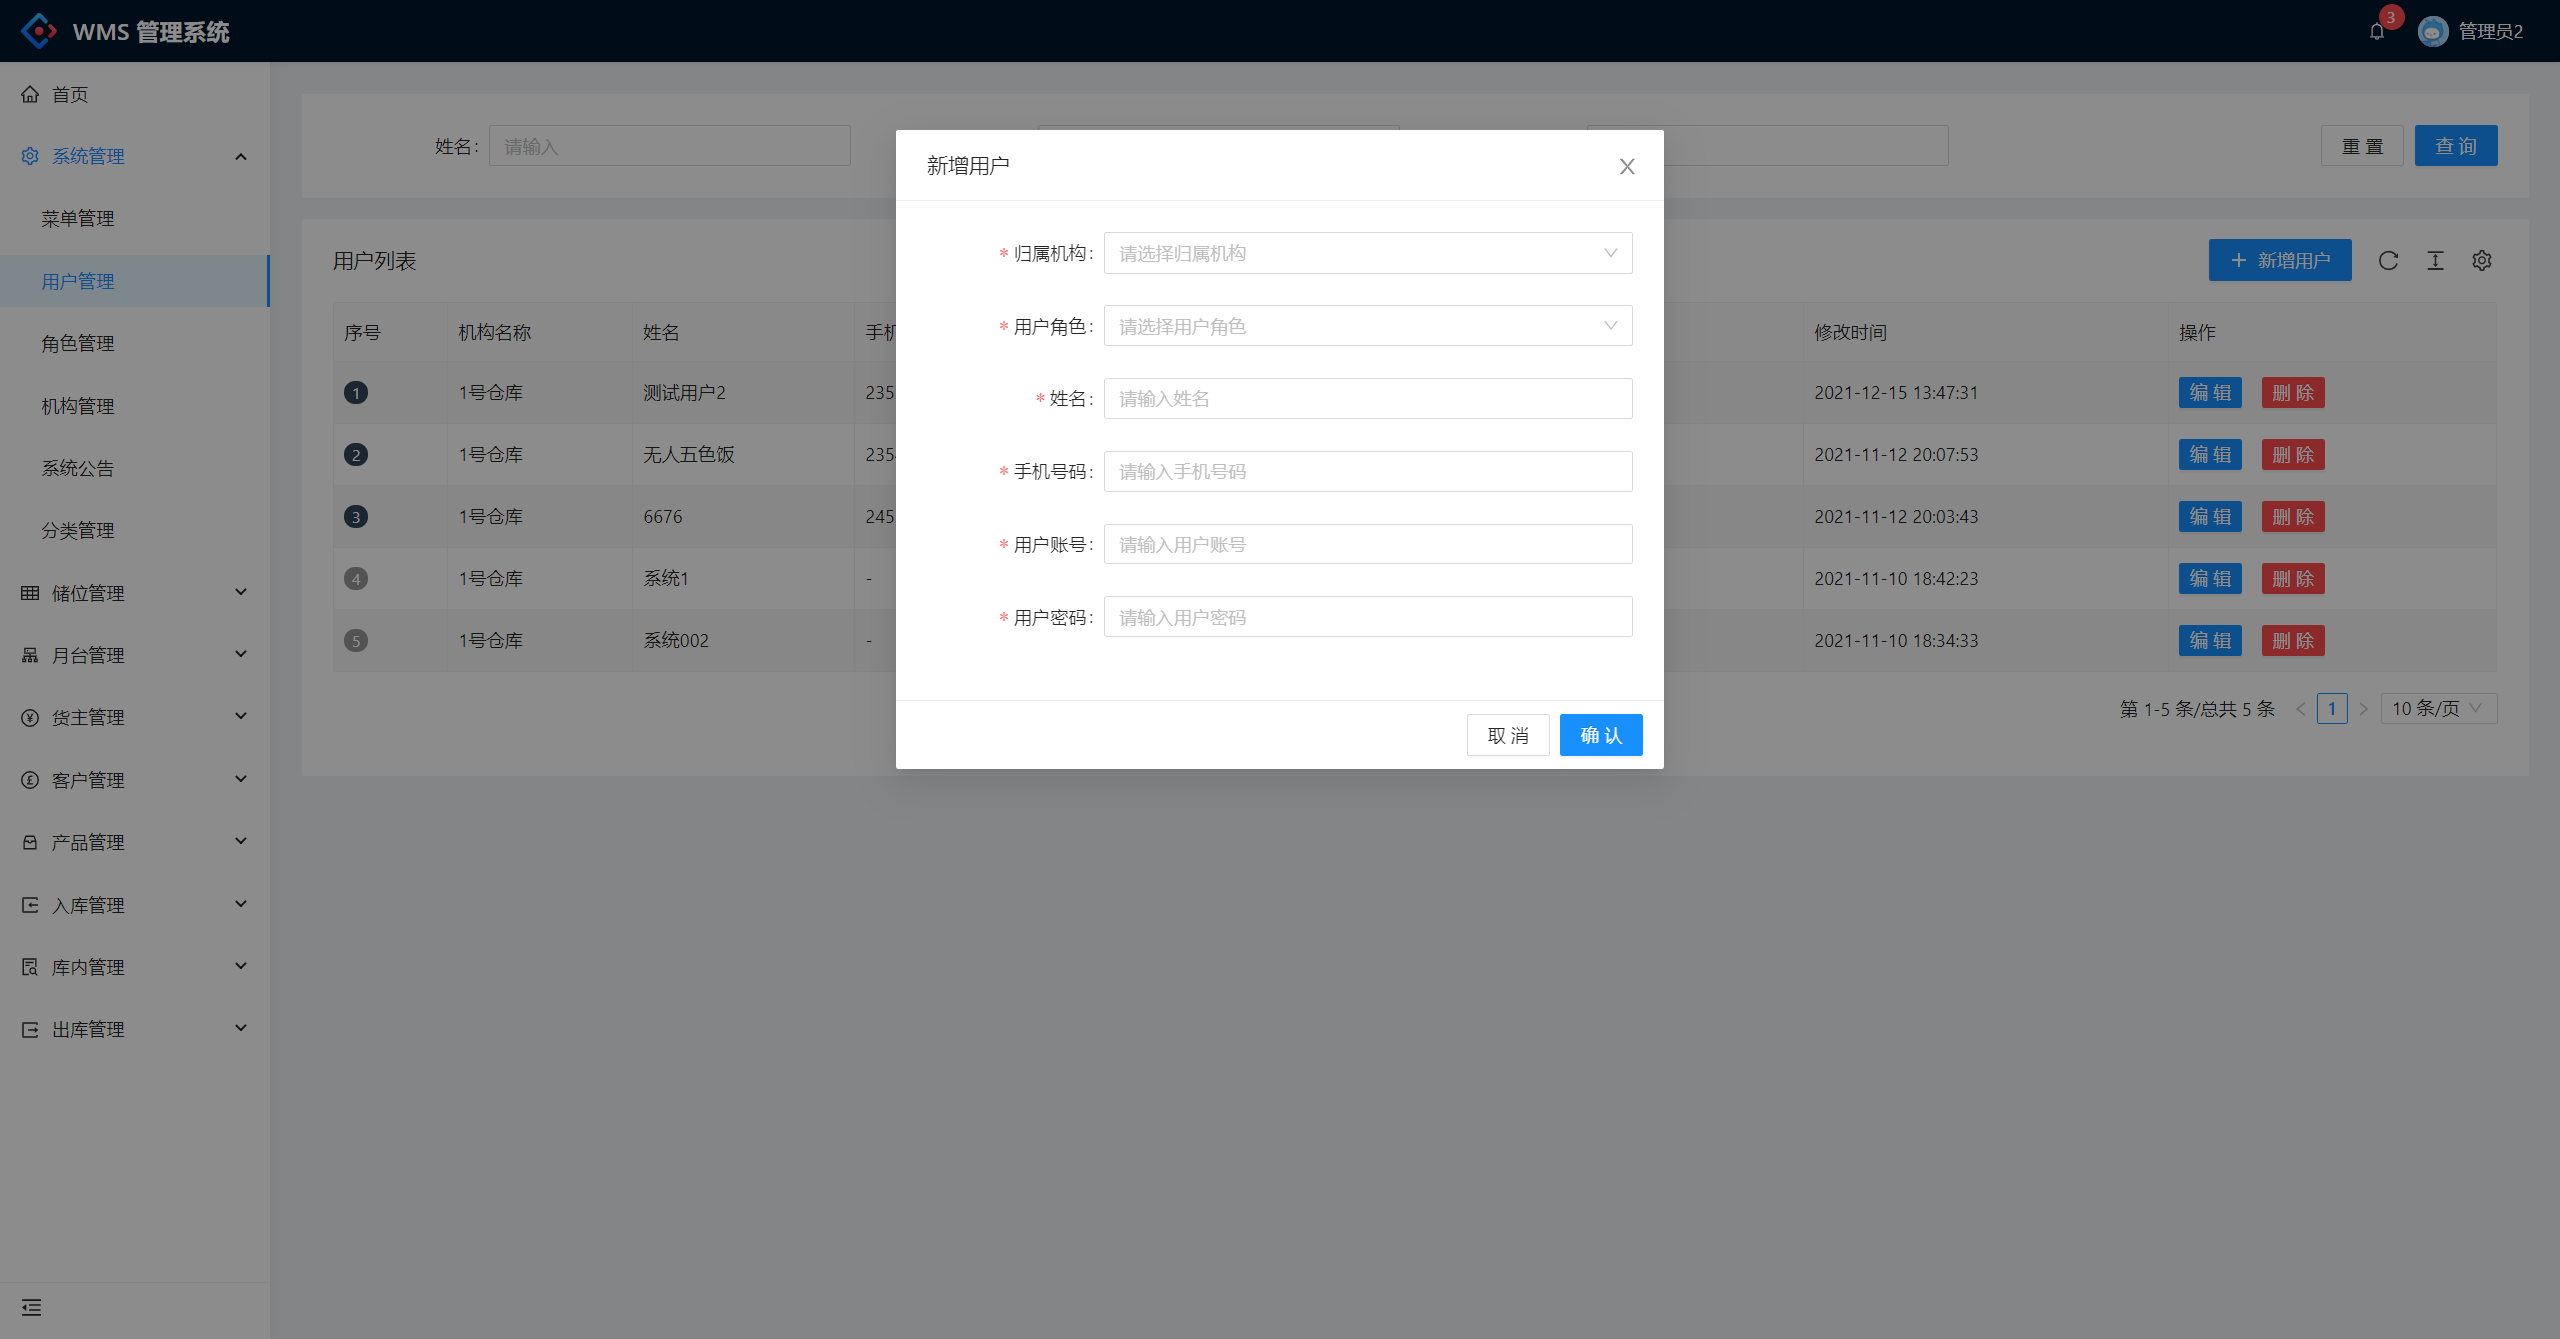 WMS 管理系统
3
管理员2
首页
系统管理
菜单管理
用户管理
角色管理
机构管理
系统公告
分类管理
储位管理
月台管理
货主管理
客户管理
产品管理
入库管理
库内管理
出库管理
姓名: 请输入
重 置 查 询
用户列表
新增用户
序号 机构名称 姓名 手机 修改时间 操作
1 1号仓库 测试用户2 235 2021-12-15 13:47:31 编 辑 删 除
2 1号仓库 无人五色饭 235 2021-11-12 20:07:53 编 辑 删 除
3 1号仓库 6676 245 2021-11-12 20:03:43 编 辑 删 除
4 1号仓库 系统1 - 2021-11-10 18:42:23 编 辑 删 除
5 1号仓库 系统002 - 2021-11-10 18:34:33 编 辑 删 除
第 1-5 条/总共 5 条 < 1 > 10 条/页
新增用户
* 归属机构: 请选择归属机构
* 用户角色: 请选择用户角色
* 姓名: 请输入姓名
* 手机号码: 请输入手机号码
* 用户账号: 请输入用户账号
* 用户密码: 请输入用户密码
取 消 确 认